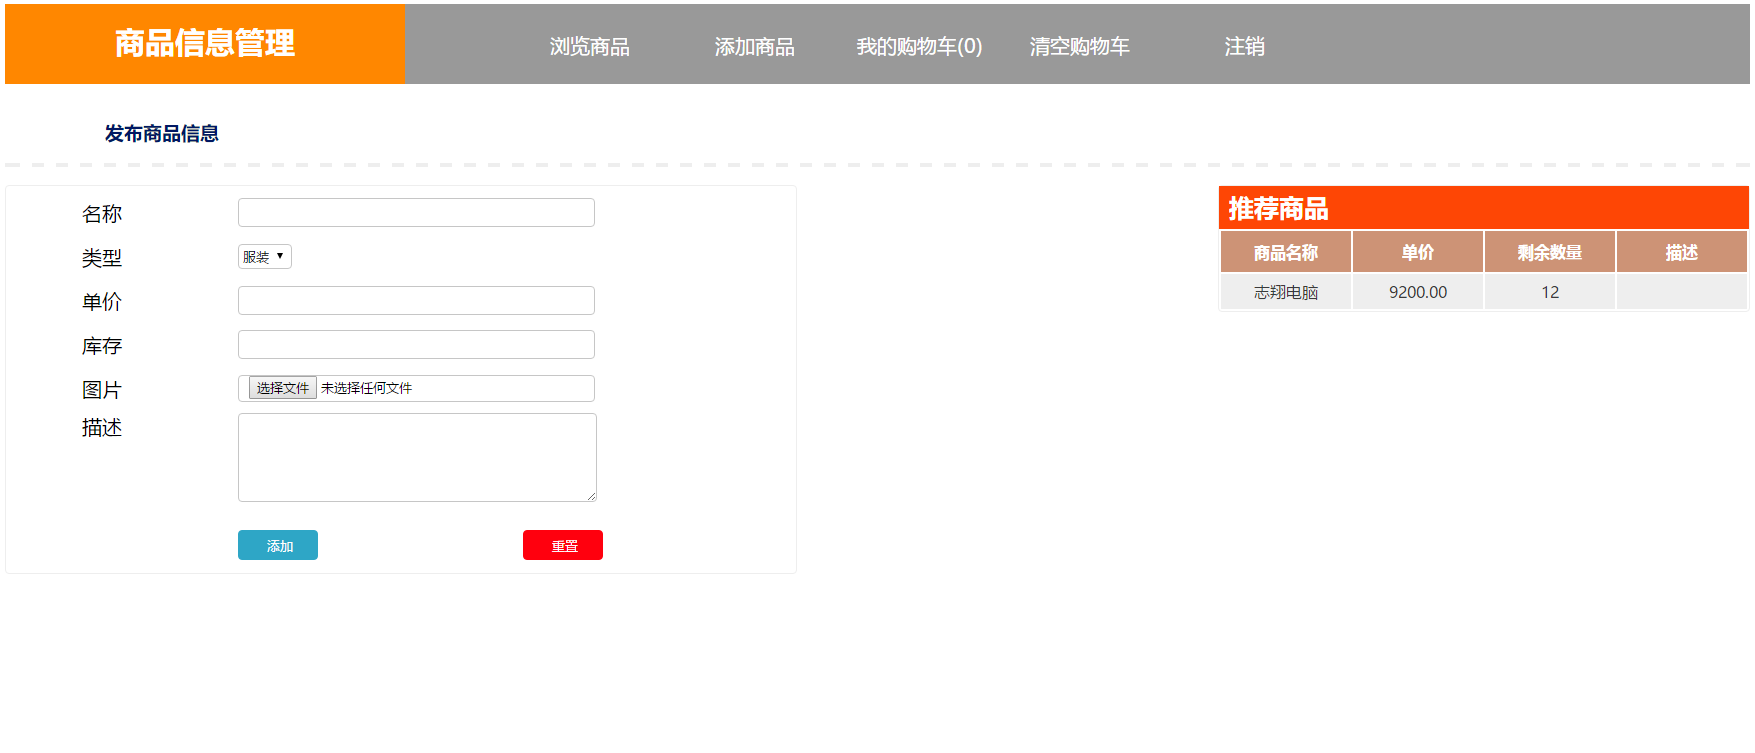 商品信息管理
浏览商品 添加商品 我的购物车(0) 清空购物车 注销
发布商品信息
名称
类型 服装
单价
库存
图片 选择文件 未选择任何文件
描述
添加 重置
推荐商品
商品名称 单价 剩余数量 描述
志翔电脑 9200.00 12